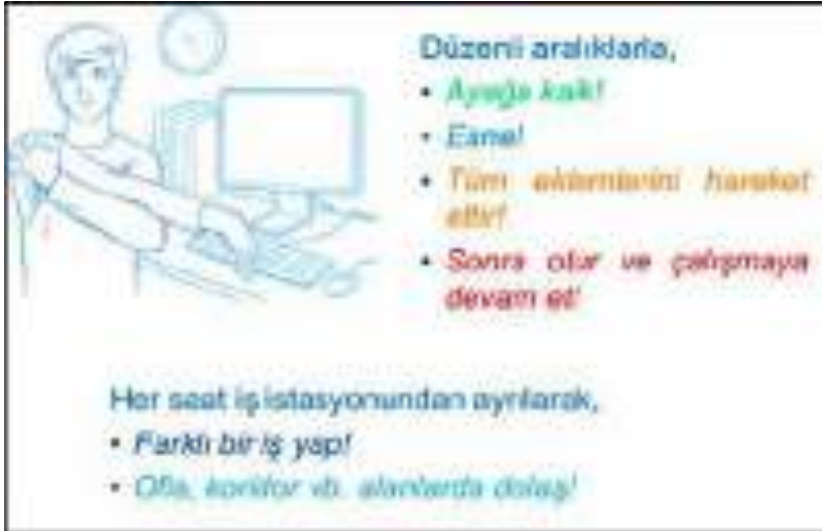 Düzenli aralıklarla,
• Ayağa kalk!
• Esne!
• Tüm eklemlerini hareket
ettir!
• Sonra otur ve çalışmaya
devam et!
Her saat iş istasyonundan ayrılarak,
• Farklı bir iş yap!
• Ofis, koridor vb. alanlarda dolaş!